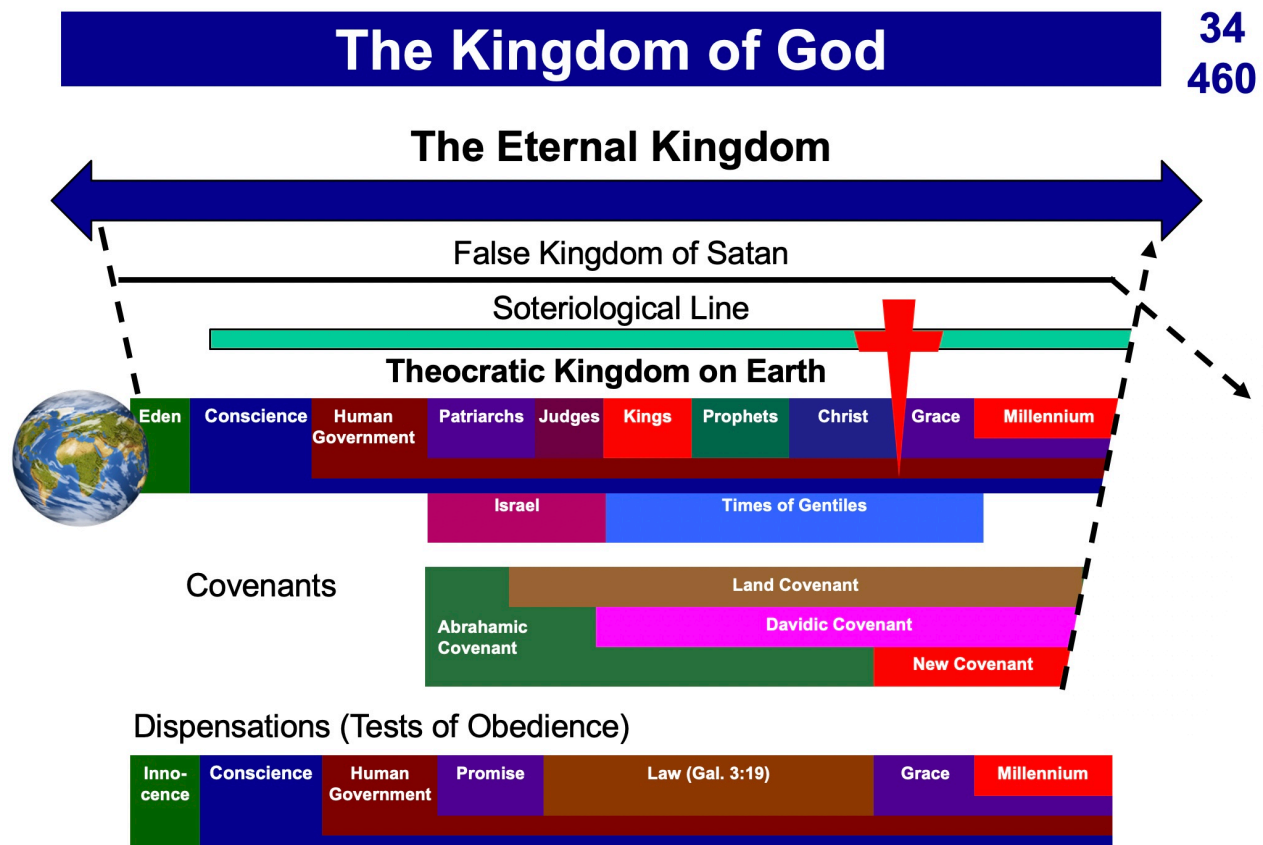 The Kingdom of God
34
460
The Eternal Kingdom
False Kingdom of Satan
Soteriological Line
Theocratic Kingdom on Earth
Eden
Conscience
Human
Government
Patriarchs
Judges
Kings
Prophets
Christ
Grace
Millennium
Israel
Times of Gentiles
Covenants
Land Covenant
Abrahamic
Covenant
Davidic Covenant
New Covenant
Dispensations (Tests of Obedience)
Inno-
cence
Conscience
Human
Government
Promise
Law (Gal. 3:19)
Grace
Millennium